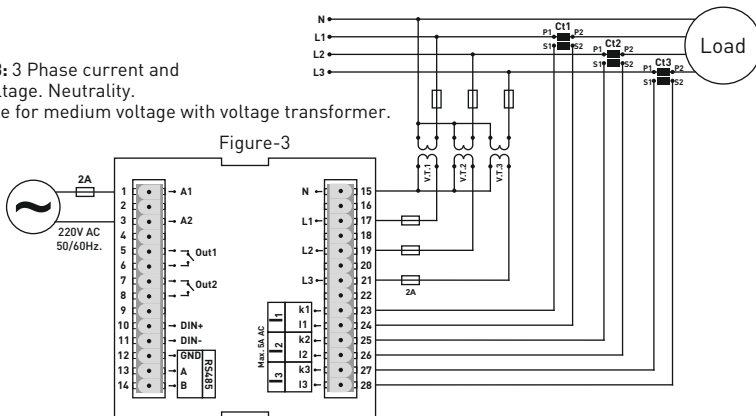 N
L1
L2
L3
Ct1
P1 P2
S1 S2
Ct2
P1 P2
S1 S2
Ct3
P1 P2
S1 S2
Load
3: 3 Phase current and
ltage. Neutrality.
e for medium voltage with voltage transformer.
Figure-3
V.T.1
V.T.2
V.T.3
2A
220V AC
50/60Hz.
1 A1
2
3 A2
4
5
6
Out1
7
8
Out2
9
10 DIN+
11 DIN-
12 GND
13 A
14 B
RS485
N 15
16
L1 17
18
L2 19
20
L3 21
22
2A
k1 23
l1 24
k2 25
l2 26
k3 27
l3 28
I1
I2
I3
Max. 5A AC